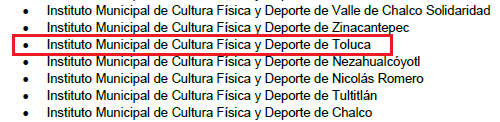 • Instituto Municipal de Cultura Física y Deporte de Valle de Chalco Solidaridad
• Instituto Municipal de Cultura Física y Deporte de Zinacantepec
• Instituto Municipal de Cultura Física y Deporte de Toluca
• Instituto Municipal de Cultura Física y Deporte de Nezahualcóyotl
• Instituto Municipal de Cultura Física y Deporte de Nicolás Romero
• Instituto Municipal de Cultura Física y Deporte de Tultitlán
• Instituto Municipal de Cultura Física y Deporte de Chalco